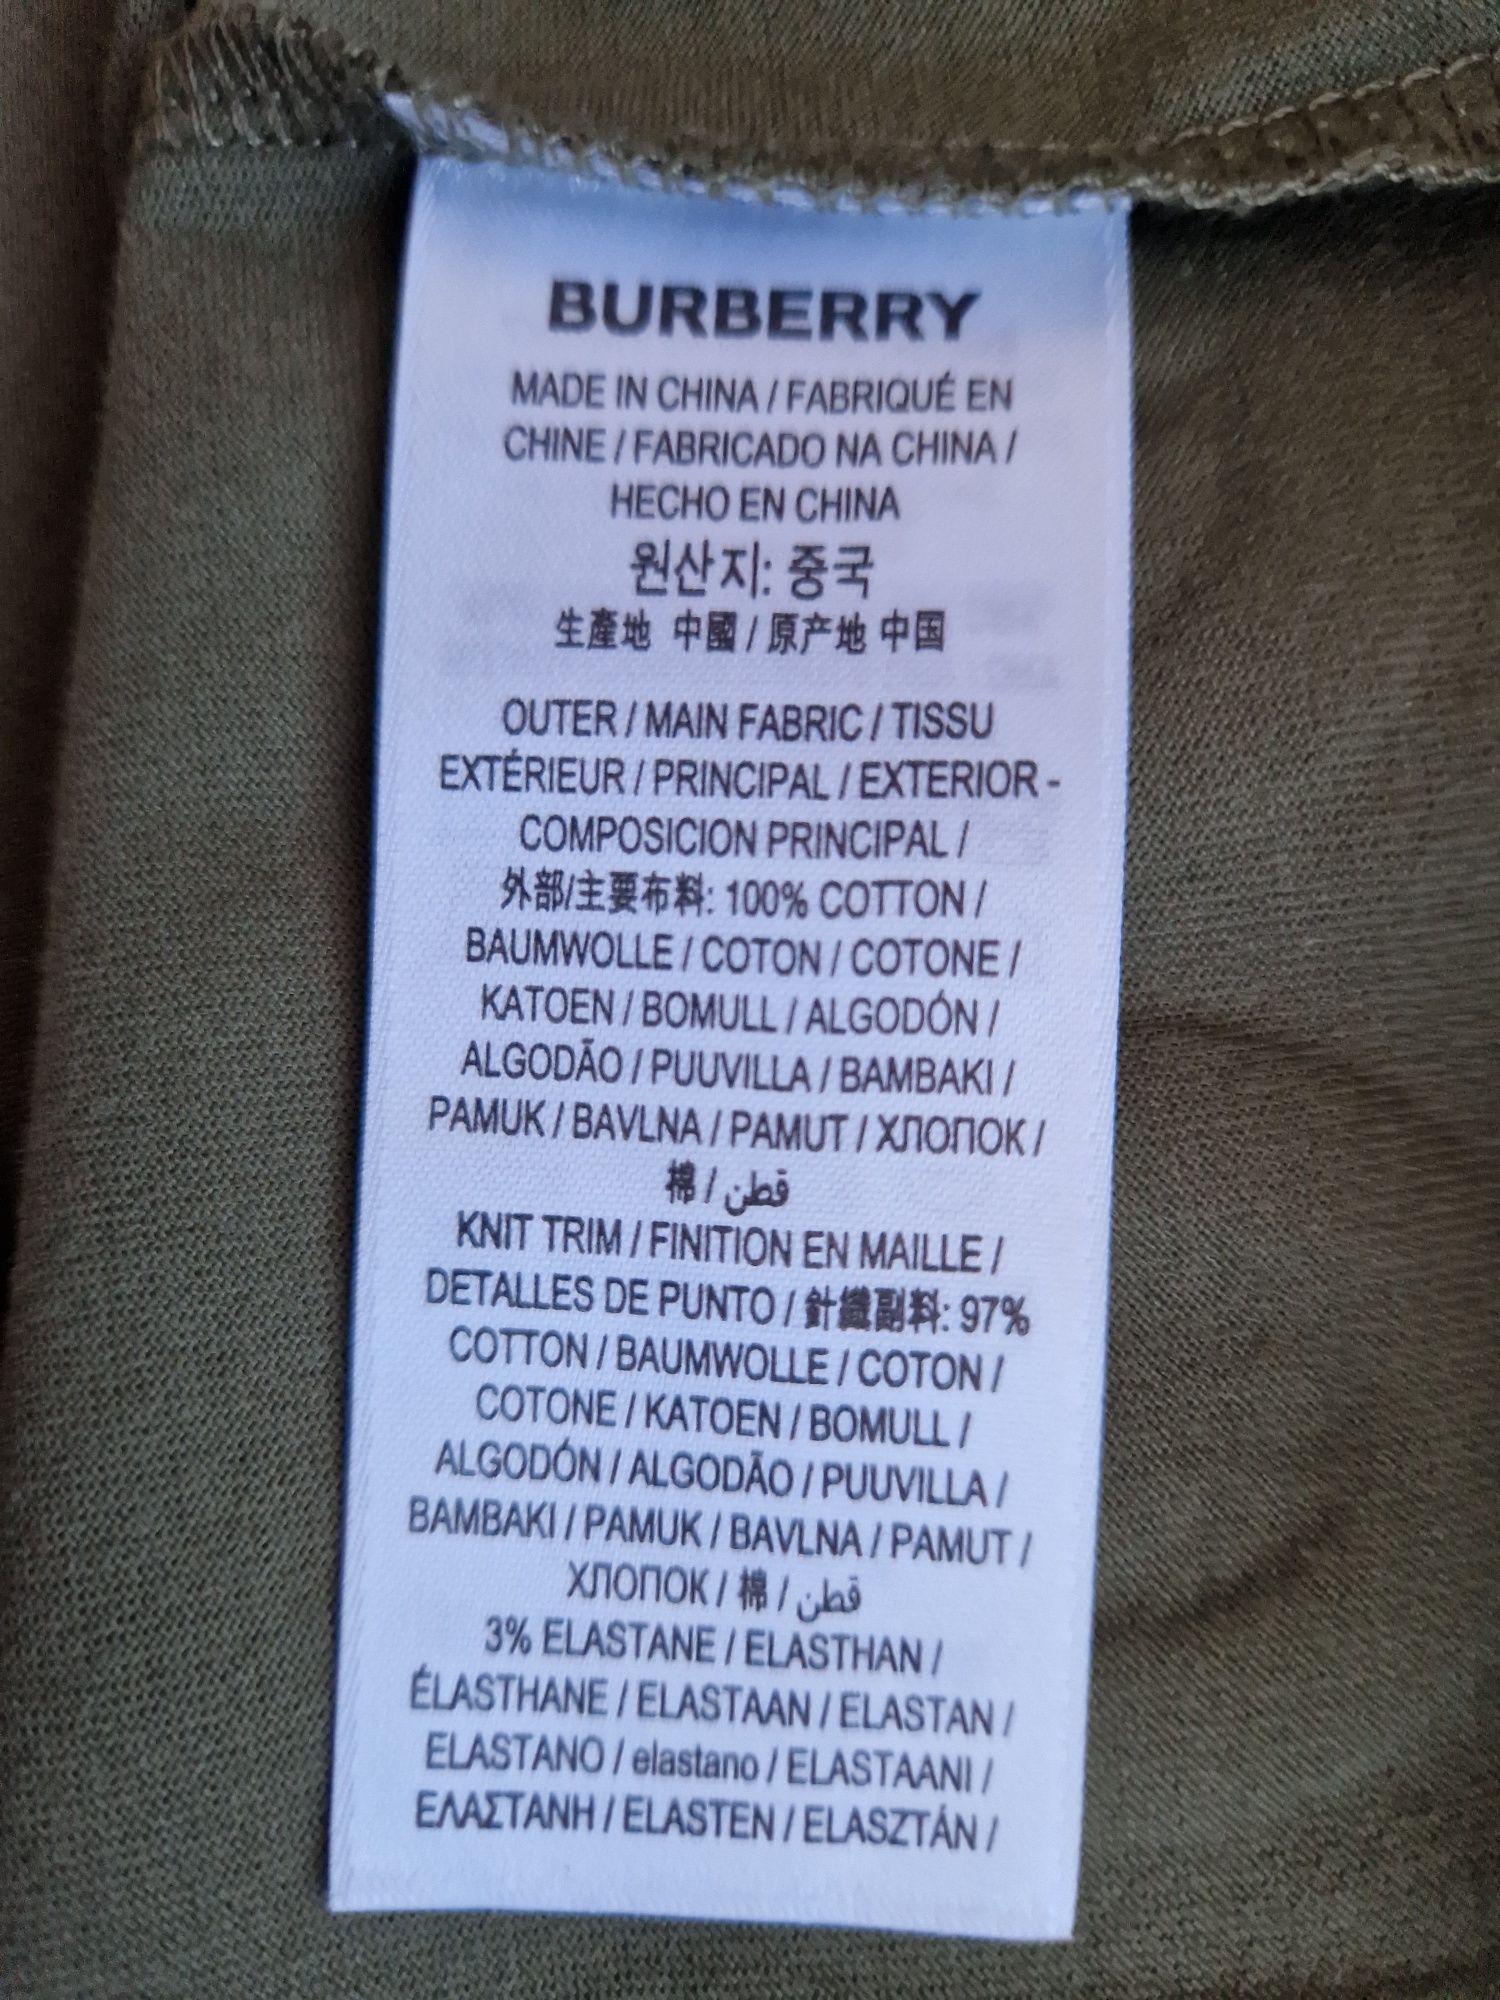 BURBERRY
MADE IN CHINA / FABRIQUÉ EN
CHINE / FABRICADO NA CHINA /
HECHO EN CHINA
원산지: 중국
生產地 中國 / 原产地 中国
OUTER / MAIN FABRIC / TISSU
EXTÉRIEUR / PRINCIPAL / EXTERIOR -
COMPOSICION PRINCIPAL /
外部/主要布料: 100% COTTON /
BAUMWOLLE / COTON / COTONE /
KATOEN / BOMULL / ALGODÓN /
ALGODÃO / PUUVILLA / BAMBAKI /
PAMUK / BAVLNA / PAMUT / ХЛОПОК /
棉 / قطن
KNIT TRIM / FINITION EN MAILLE /
DETALLES DE PUNTO / 針織副料: 97%
COTTON / BAUMWOLLE / COTON /
COTONE / KATOEN / BOMULL /
ALGODÓN / ALGODÃO / PUUVILLA /
BAMBAKI / PAMUK / BAVLNA / PAMUT /
ХЛОПОК / 棉 / قطن
3% ELASTANE / ELASTHAN /
ÉLASTHANE / ELASTAAN / ELASTAN /
ELASTANO / elastano / ELASTAANI /
ΕΛΑΣΤΑΝΗ / ELASTEN / ELASZTÁN /